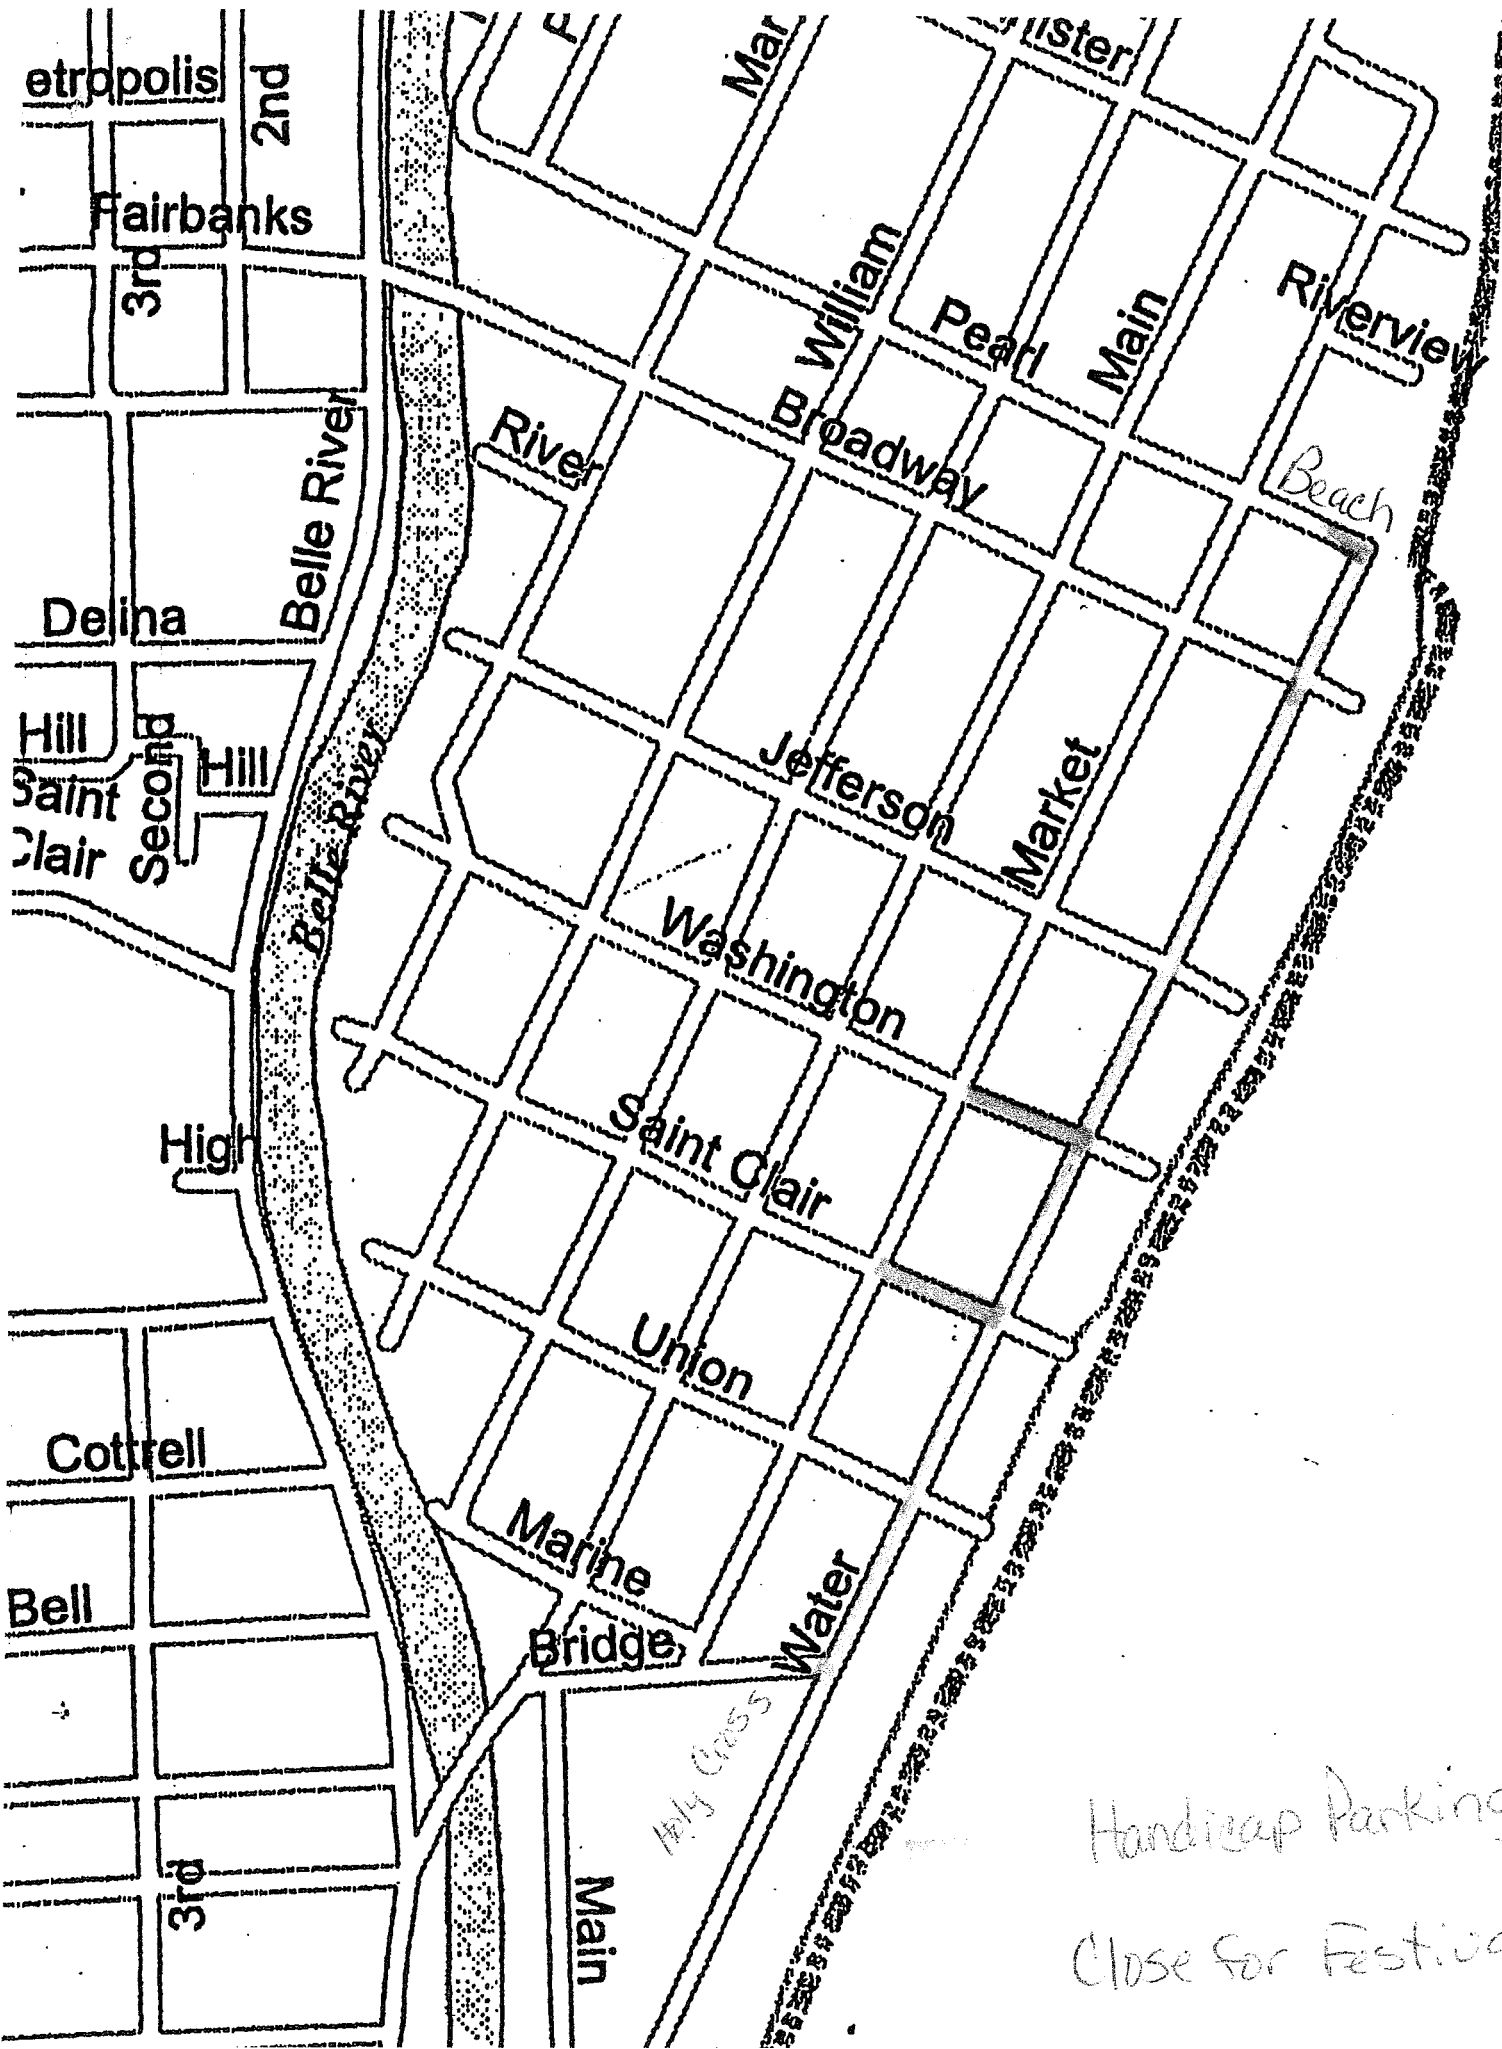 ister
Mar
etropolis
2nd
Fairbanks
3rd
William
Pearl
Main
Riverview
River
Broadway
Beach
Belle River
Delina
Hill
Second
Hill
Saint
Clair
Belle River
Jefferson
Market
Washington
High
Saint Clair
Union
Cottrell
Marine
Bell
Bridge
Water
Holy Cross
Handicap Parking
3rd
Main
Close for Festiva